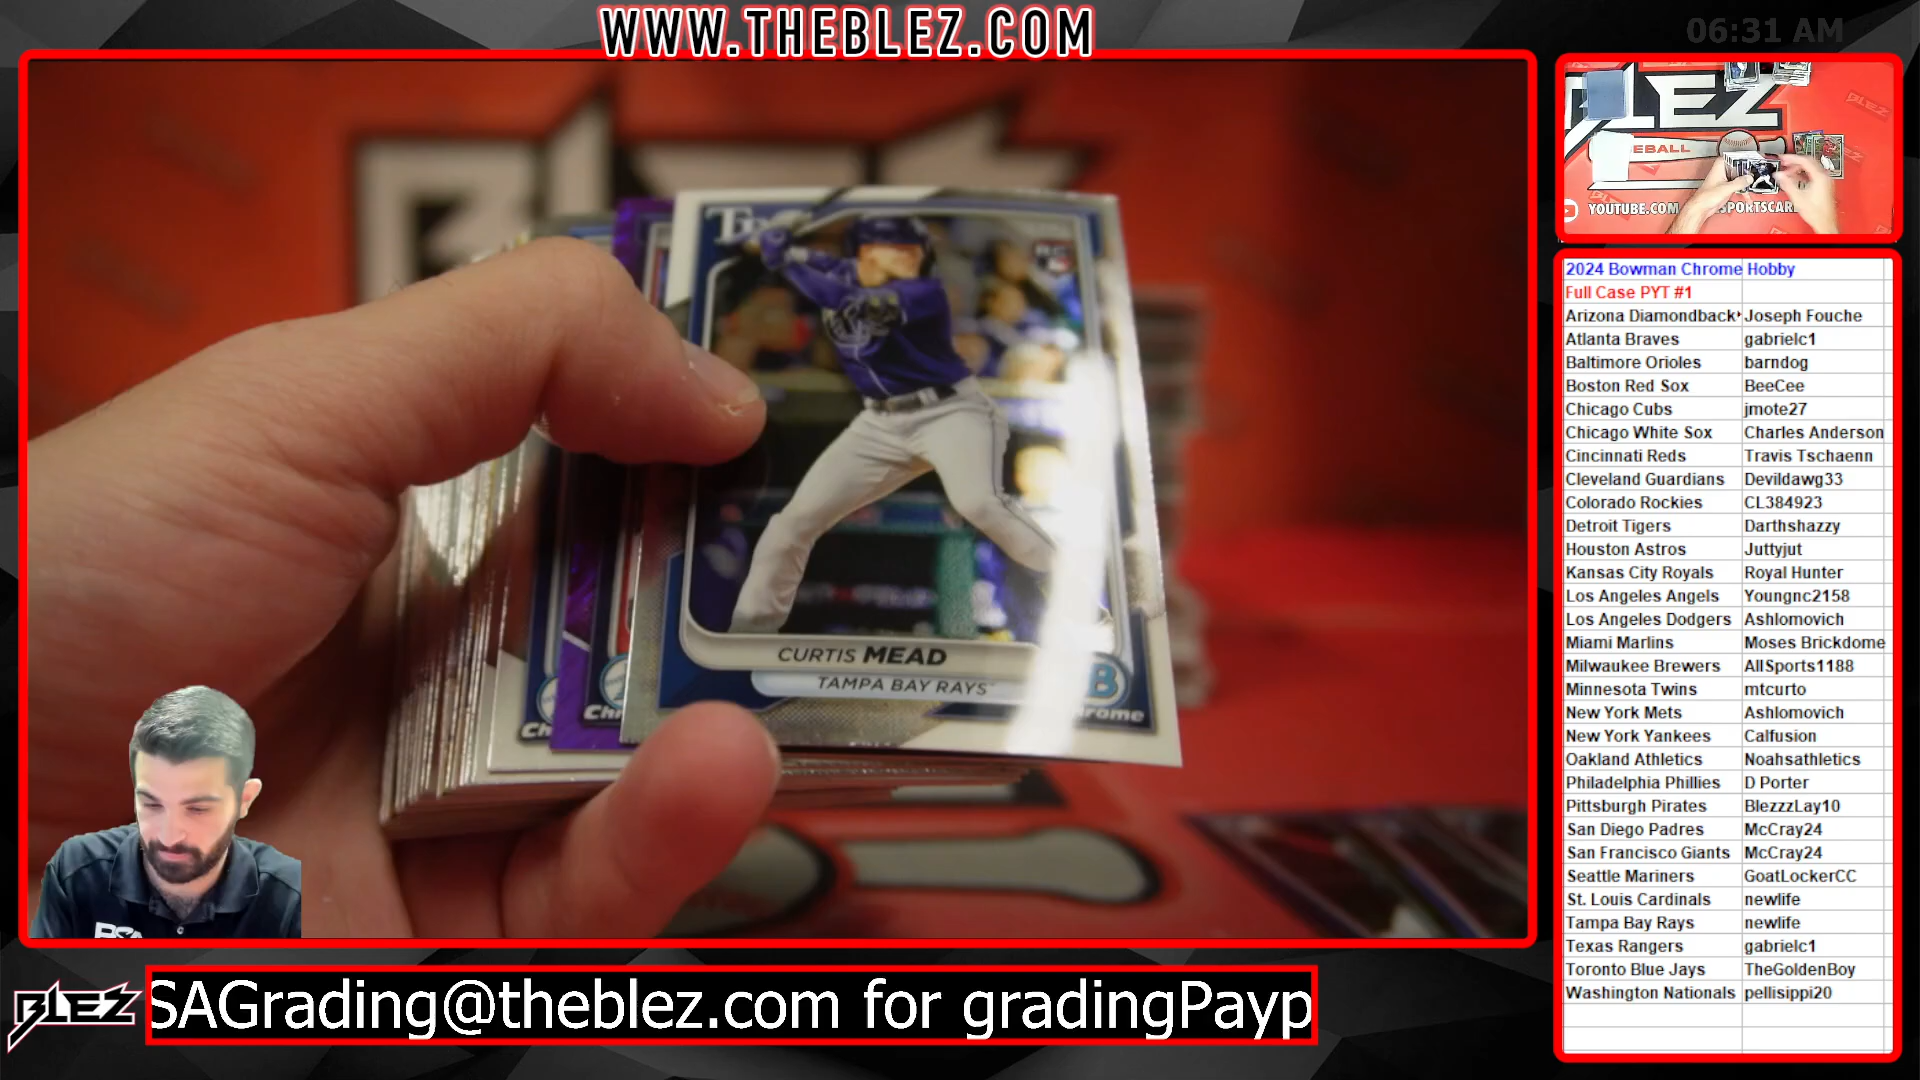 WWW.THEBLEZ.COM
06:31 AM
CURTIS MEAD
TAMPA BAY RAYS
BLEZ
YOUTUBE.COM
2024 Bowman Chrome Hobby
Full Case PYT #1
Arizona Diamondback Joseph Fouche
Atlanta Braves gabrielc1
Baltimore Orioles barndog
Boston Red Sox BeeCee
Chicago Cubs jmote27
Chicago White Sox Charles Anderson
Cincinnati Reds Travis Tschaenn
Cleveland Guardians Devildawg33
Colorado Rockies CL384923
Detroit Tigers Darthshazzy
Houston Astros Juttyjut
Kansas City Royals Royal Hunter
Los Angeles Angels Youngnc2158
Los Angeles Dodgers Ashlomovich
Miami Marlins Moses Brickdome
Milwaukee Brewers AllSports1188
Minnesota Twins mtcurto
New York Mets Ashlomovich
New York Yankees Calfusion
Oakland Athletics Noahsathletics
Philadelphia Phillies D Porter
Pittsburgh Pirates BlezzzLay10
San Diego Padres McCray24
San Francisco Giants McCray24
Seattle Mariners GoatLockerCC
St. Louis Cardinals newlife
Tampa Bay Rays newlife
Texas Rangers gabrielc1
Toronto Blue Jays TheGoldenBoy
Washington Nationals pellisippi20
BLEZ
SAGrading@theblez.com for gradingPayp